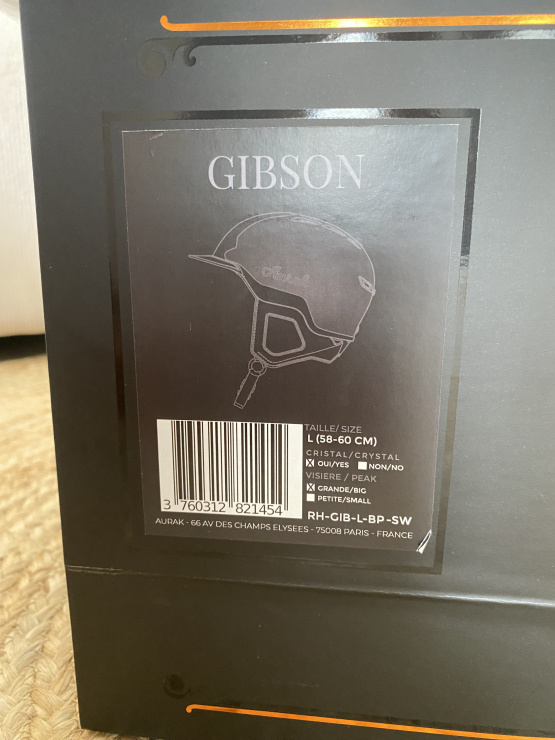 GIBSON
Aurak
TAILLE/ SIZE
L (58-60 CM)
CRISTAL/CRYSTAL
X OUI/YES NON/NO
VISIERE / PEAK
X GRANDE/BIG
PETITE/SMALL
3 760312 821454
RH-GIB-L-BP-SW
AURAK - 66 AV DES CHAMPS ELYSEES - 75008 PARIS - FRANCE